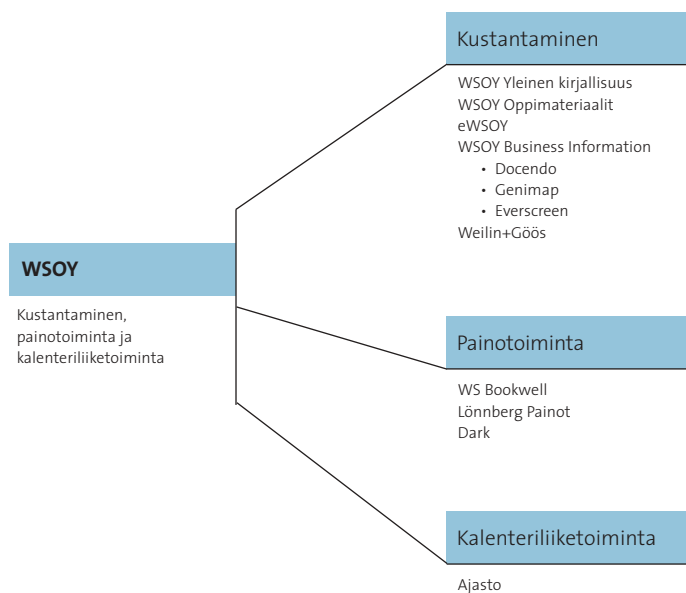 Kustantaminen
WSOY Yleinen kirjallisuus
WSOY Oppimateriaalit
eWSOY
WSOY Business Information
• Docendo
• Genimap
• Everscreen
Weilin+Göös
WSOY
Kustantaminen,
painotoiminta ja
kalenteriliiketoiminta
Painotoiminta
WS Bookwell
Lönnberg Painot
Dark
Kalenteriliiketoiminta
Ajasto